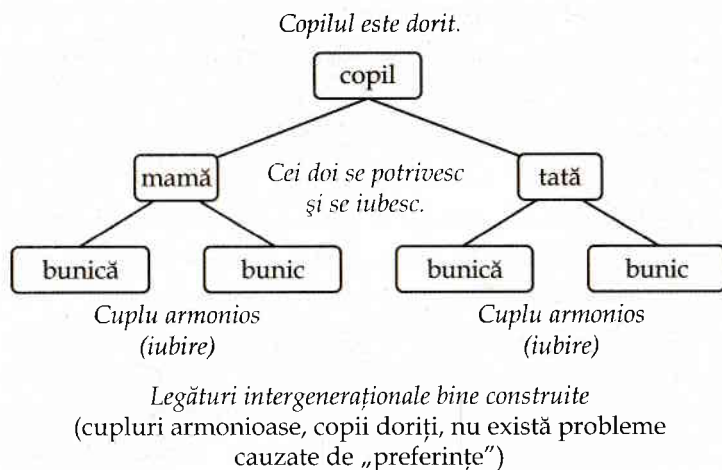 Copilul este dorit.
copil
mamă
Cei doi se potrivesc
şi se iubesc.
tată
bunică
bunic
bunică
bunic
Cuplu armonios
(iubire)
Cuplu armonios
(iubire)
Legături intergeneraţionale bine construite
(cupluri armonioase, copii doriţi, nu există probleme
cauzate de „preferinţe”)